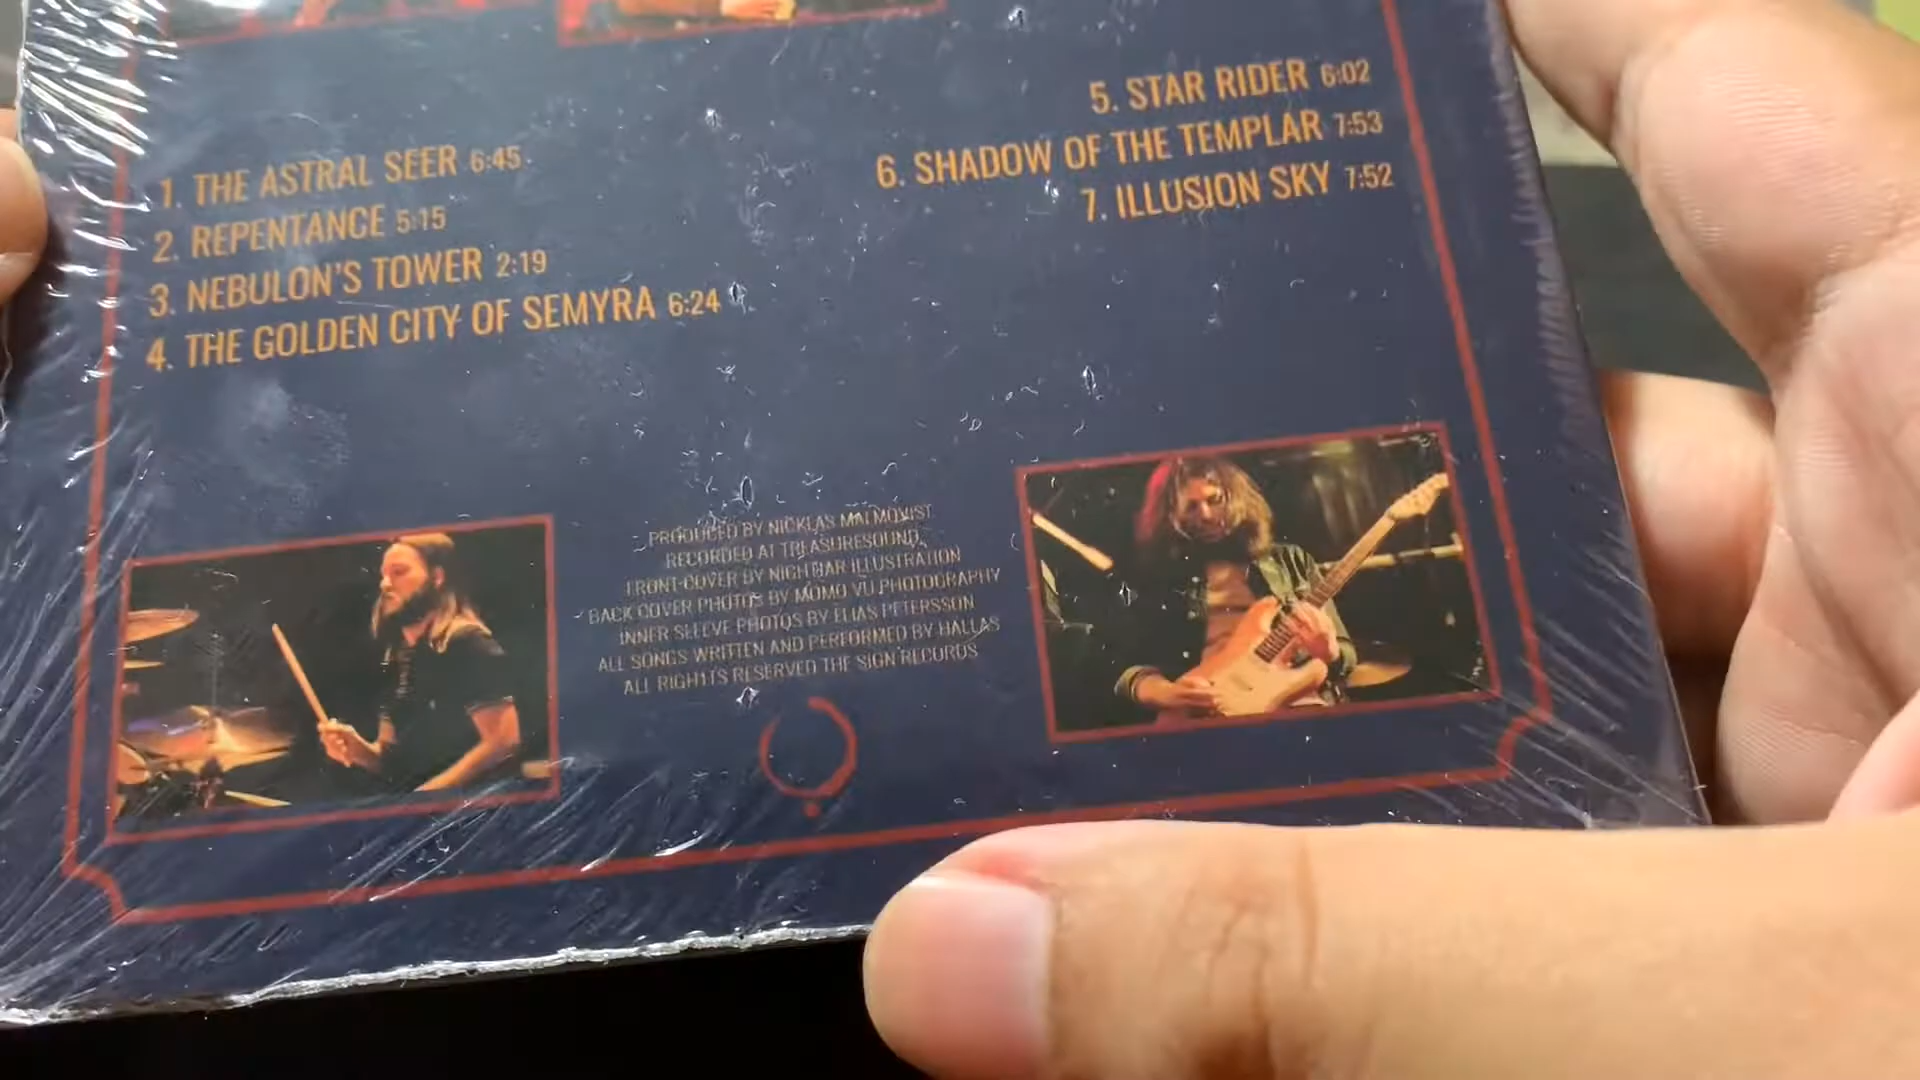 1. THE ASTRAL SEER 6:45
2. REPENTANCE 5:15
3. NEBULON'S TOWER 2:19
4. THE GOLDEN CITY OF SEMYRA 6:24
5. STAR RIDER 6:02
6. SHADOW OF THE TEMPLAR 7:53
7. ILLUSION SKY 7:52
PRODUCED BY NICKLAS MALMQVIST
RECORDED AT TREASURESOUND
FRONT COVER BY NIGHTJAR ILLUSTRATION
BACK COVER PHOTOS BY MOMO VU PHOTOGRAPHY
INNER SLEEVE PHOTOS BY ELIAS PETERSSON
ALL SONGS WRITTEN AND PERFORMED BY HALLAS
ALL RIGHTS RESERVED THE SIGN RECORDS